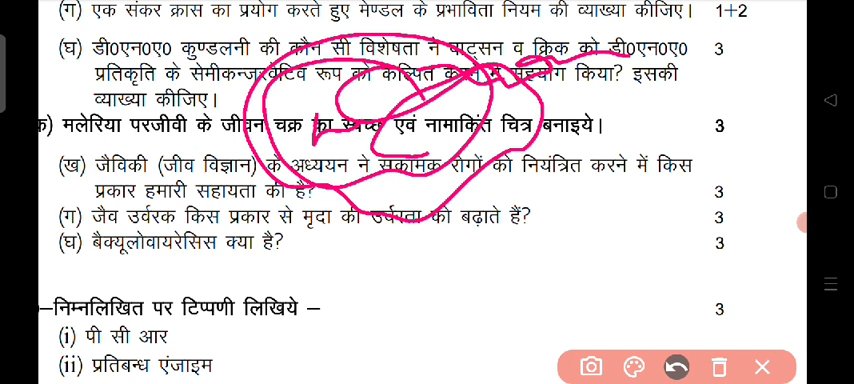 (ग) एक संकर क्रास का प्रयोग करते हुए मेण्डल के प्रभाविता नियम की व्याख्या कीजिए। 1+2
(घ) डी0एन0ए0 कुण्डलनी की कौन सी विशेषता ने वाटसन व क्रिक को डी0एन0ए0 3
प्रतिकृति के सेमीकन्जरवेटिव रूप को कल्पित करने में सहयोग किया? इसकी
व्याख्या कीजिए।
क) मलेरिया परजीवी के जीवन चक्र का स्वच्छ एवं नामाकिंत चित्र बनाइये। 3
(ख) जैविकी (जीव विज्ञान) के अध्ययन ने सक्रामक रोगों को नियंत्रित करने में किस
प्रकार हमारी सहायता की है? 3
(ग) जैव उर्वरक किस प्रकार से मृदा की उर्वरता को बढ़ाते हैं? 3
(घ) बैक्यूलोवायरेसिस क्या है? 3
–निम्नलिखित पर टिप्पणी लिखिये – 3
(i) पी सी आर
(ii) प्रतिबन्ध एंजाइम